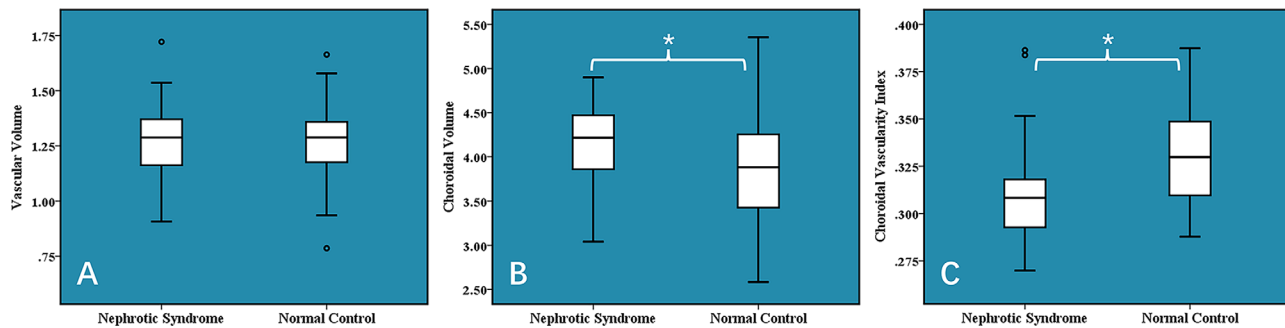 Vascular Volume
1.75
1.50
1.25
1.00
.75
A
Nephrotic Syndrome
Normal Control
Choroidal Volume
5.50
5.00
4.50
4.00
3.50
3.00
2.50
*
B
Nephrotic Syndrome
Normal Control
Choroidal Vascularity Index
.400
.375
.350
.325
.300
.275
*
C
Nephrotic Syndrome
Normal Control